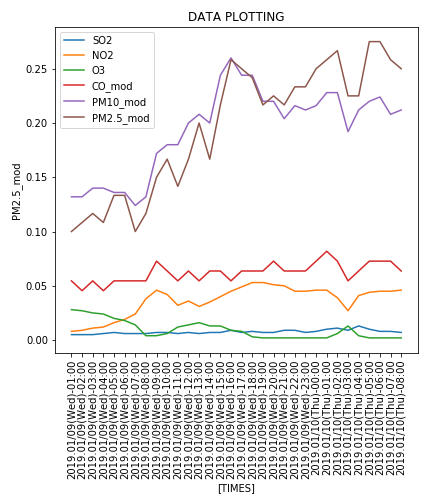 DATA PLOTTING
SO2
NO2
O3
CO_mod
PM10_mod
PM2.5_mod
0.25
0.20
0.15
0.10
0.05
0.00
PM2.5_mod
2019.01/09(Wed)-01:00
2019.01/09(Wed)-02:00
2019.01/09(Wed)-03:00
2019.01/09(Wed)-04:00
2019.01/09(Wed)-05:00
2019.01/09(Wed)-06:00
2019.01/09(Wed)-07:00
2019.01/09(Wed)-08:00
2019.01/09(Wed)-09:00
2019.01/09(Wed)-10:00
2019.01/09(Wed)-11:00
2019.01/09(Wed)-12:00
2019.01/09(Wed)-13:00
2019.01/09(Wed)-14:00
2019.01/09(Wed)-15:00
2019.01/09(Wed)-16:00
2019.01/09(Wed)-17:00
2019.01/09(Wed)-18:00
2019.01/09(Wed)-19:00
2019.01/09(Wed)-20:00
2019.01/09(Wed)-21:00
2019.01/09(Wed)-22:00
2019.01/09(Wed)-23:00
2019.01/10(Thu)-00:00
2019.01/10(Thu)-01:00
2019.01/10(Thu)-02:00
2019.01/10(Thu)-03:00
2019.01/10(Thu)-04:00
2019.01/10(Thu)-05:00
2019.01/10(Thu)-06:00
2019.01/10(Thu)-07:00
2019.01/10(Thu)-08:00
[TIMES]